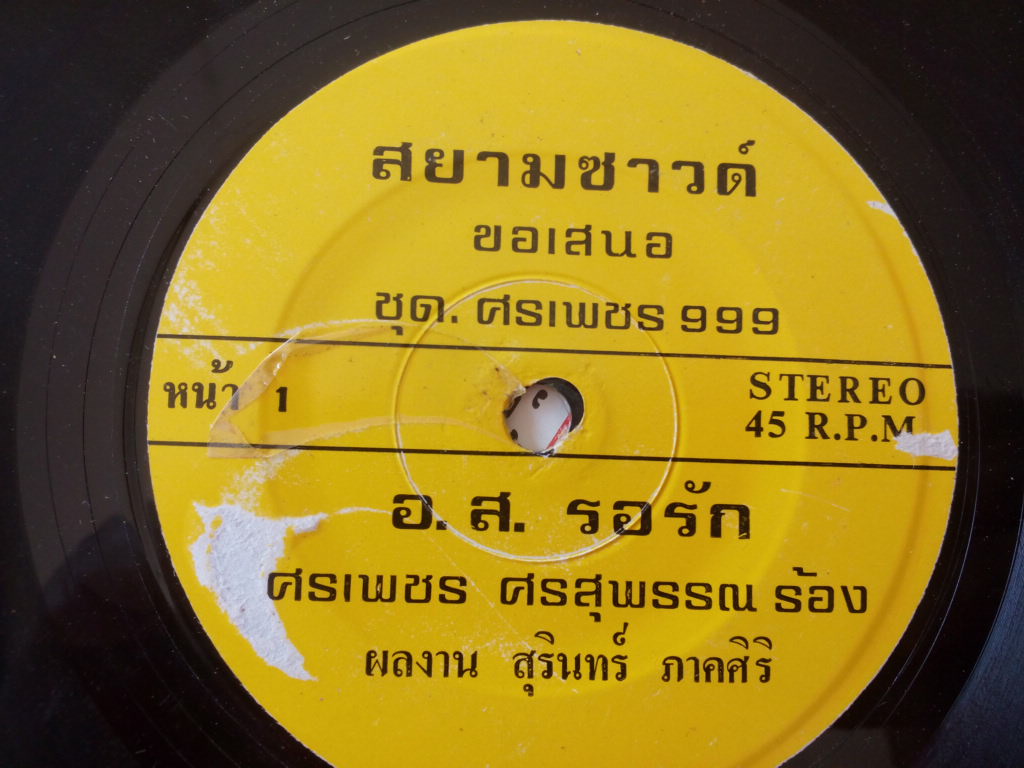 สยามซาวด์
ขอเสนอ
ชุด. ศรเพชร 999
หน้า 1
STEREO
45 R.P.M.
อ. ส. รอรัก
ศรเพชร ศรสุพรรณ ร้อง
ผลงาน สุรินทร์ ภาคศิริ